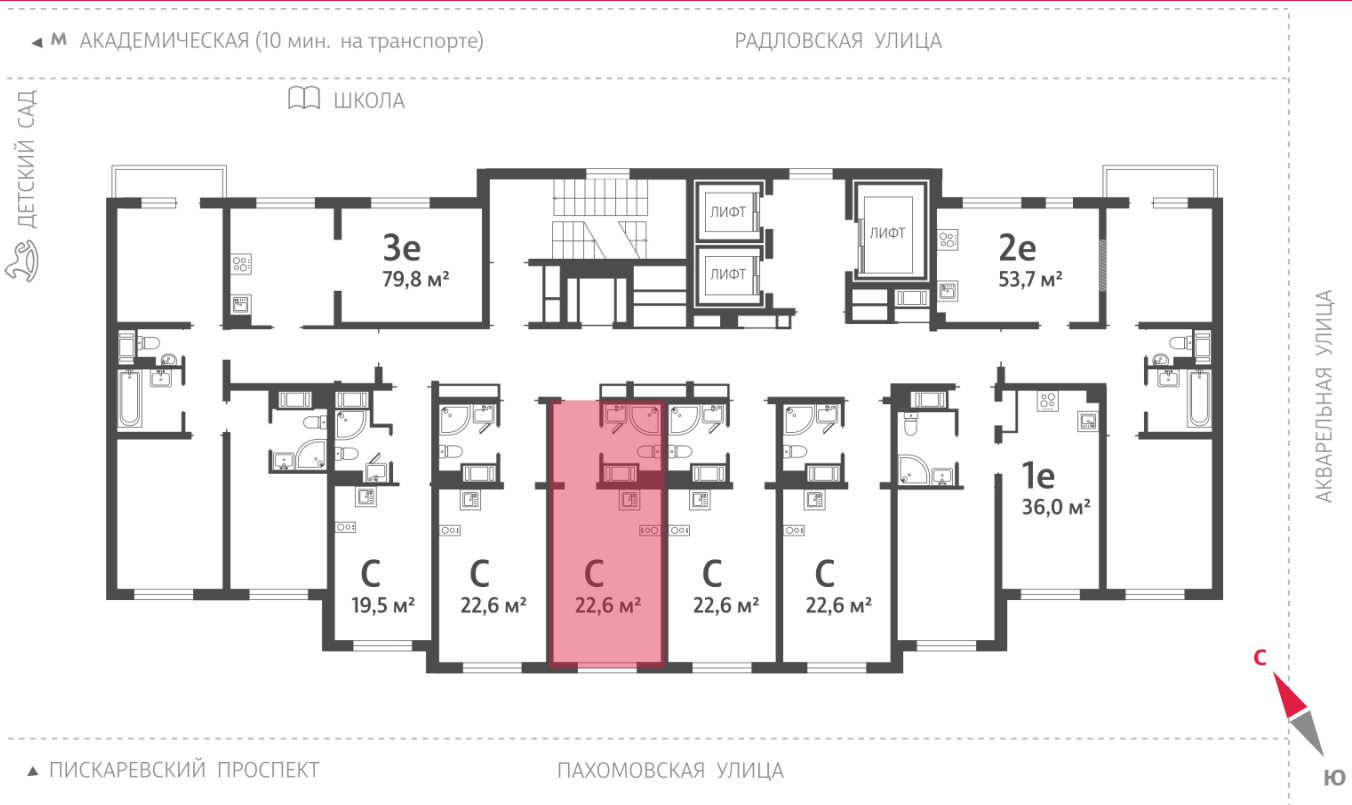 М АКАДЕМИЧЕСКАЯ (10 мин. на транспорте)
РАДЛОВСКАЯ УЛИЦА
ШКОЛА
ДЕТСКИЙ САД
ЛИФТ
ЛИФТ
ЛИФТ
3е
79,8 м²
2е
53,7 м²
АКВАРЕЛЬНАЯ УЛИЦА
1е
36,0 м²
С
19,5 м²
С
22,6 м²
С
22,6 м²
С
22,6 м²
С
22,6 м²
С
Ю
ПИСКАРЕВСКИЙ ПРОСПЕКТ
ПАХОМОВСКАЯ УЛИЦА